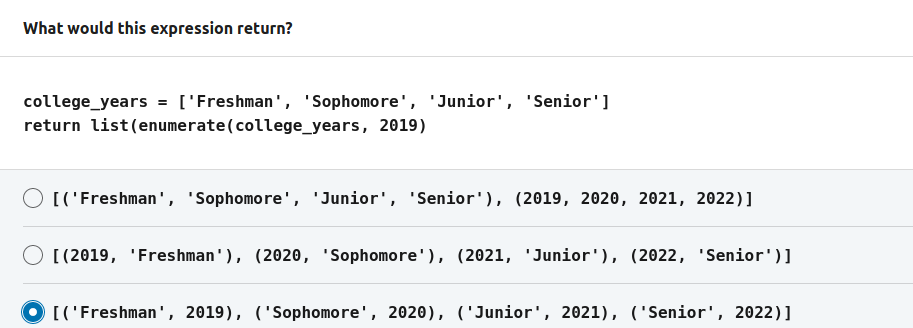 What would this expression return?
college_years = ['Freshman', 'Sophomore', 'Junior', 'Senior']
return list(enumerate(college_years, 2019)
[('Freshman', 'Sophomore', 'Junior', 'Senior'), (2019, 2020, 2021, 2022)]
[(2019, 'Freshman'), (2020, 'Sophomore'), (2021, 'Junior'), (2022, 'Senior')]
[('Freshman', 2019), ('Sophomore', 2020), ('Junior', 2021), ('Senior', 2022)]